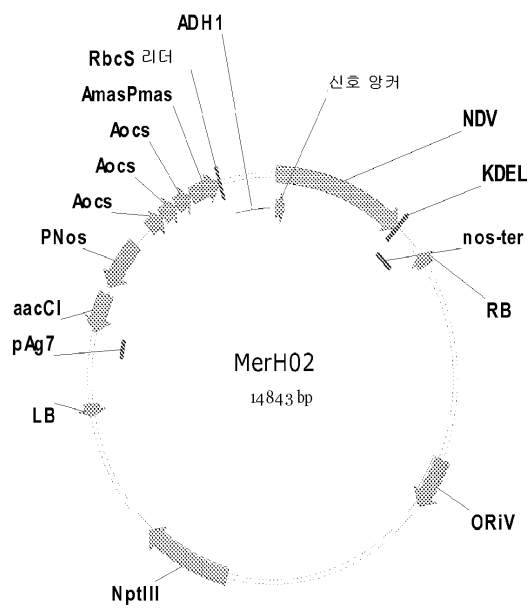 ADH1
RbcS 리더
신호 앵커
AmasPmas
NDV
Aocs
KDEL
Aocs
Aocs
nos-ter
PNos
RB
aacCI
pAg7
MerH02
14843 bp
LB
ORiV
NptIII